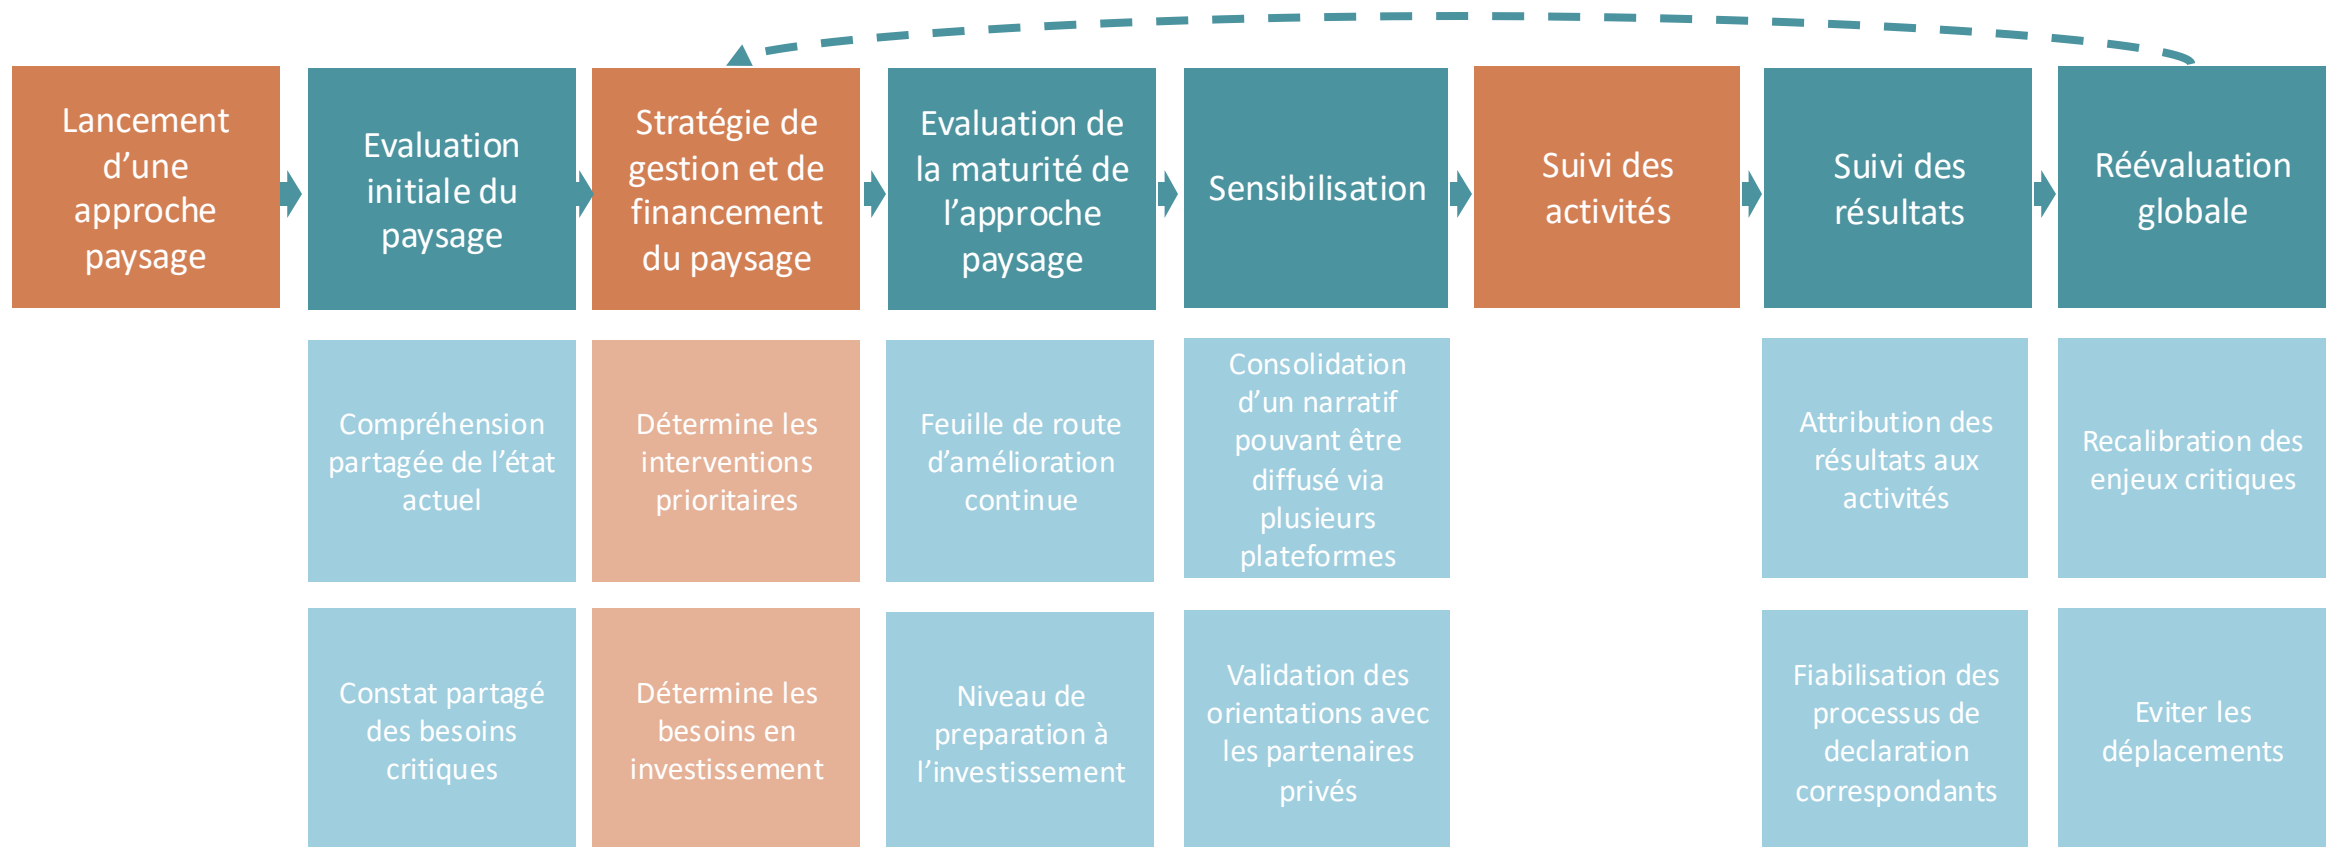 Lancement
d’une
approche
paysage
Evaluation
initiale du
paysage
Stratégie de
gestion et de
financement
du paysage
Evaluation de
la maturité de
l’approche
paysage
Sensibilisation
Suivi des
activités
Suivi des
résultats
Réévaluation
globale
Compréhension
partagée de l’état
actuel
Détermine les
interventions
prioritaires
Feuille de route
d’amélioration
continue
Consolidation
d’un narratif
pouvant être
diffusé via
plusieurs
plateformes
Attribution des
résultats aux
activités
Recalibration des
enjeux critiques
Constat partagé
des besoins
critiques
Détermine les
besoins en
investissement
Niveau de
preparation à
l’investissement
Validation des
orientations avec
les partenaires
privés
Fiabilisation des
processus de
declaration
correspondants
Eviter les
déplacements